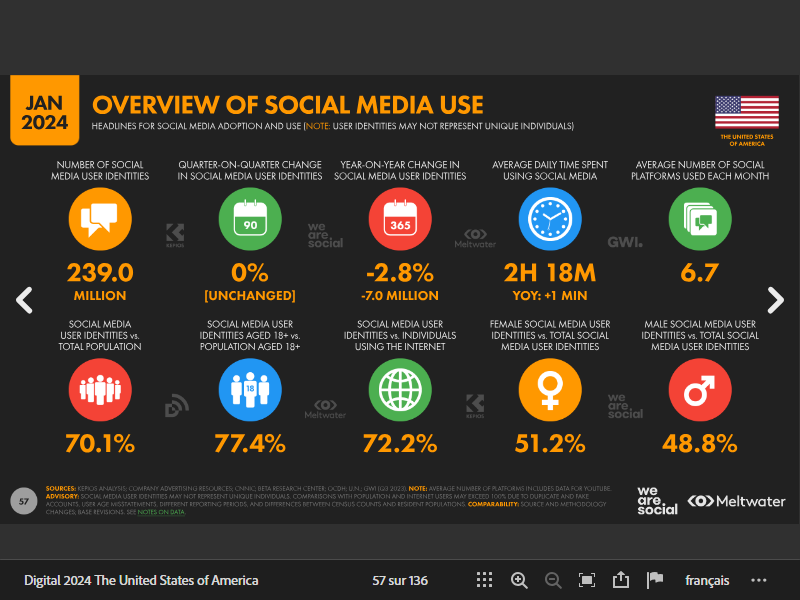 JAN
2024
OVERVIEW OF SOCIAL MEDIA USE
HEADLINES FOR SOCIAL MEDIA ADOPTION AND USE (NOTE: USER IDENTITIES MAY NOT REPRESENT UNIQUE INDIVIDUALS)
THE UNITED STATES
OF AMERICA
NUMBER OF SOCIAL
MEDIA USER IDENTITIES
239.0
MILLION
QUARTER-ON-QUARTER CHANGE
IN SOCIAL MEDIA USER IDENTITIES
90
0%
[UNCHANGED]
YEAR-ON-YEAR CHANGE IN
SOCIAL MEDIA USER IDENTITIES
365
-2.8%
-7.0 MILLION
AVERAGE DAILY TIME SPENT
USING SOCIAL MEDIA
2H 18M
YOY: +1 MIN
AVERAGE NUMBER OF SOCIAL
PLATFORMS USED EACH MONTH
6.7
KEPIOS
we
are.
social
Meltwater
GWI.
SOCIAL MEDIA
USER IDENTITIES vs.
TOTAL POPULATION
70.1%
SOCIAL MEDIA USER
IDENTITIES AGED 18+ vs.
POPULATION AGED 18+
18
77.4%
SOCIAL MEDIA USER
IDENTITIES vs. INDIVIDUALS
USING THE INTERNET
72.2%
FEMALE SOCIAL MEDIA USER
IDENTITIES vs. TOTAL SOCIAL
MEDIA USER IDENTITIES
51.2%
MALE SOCIAL MEDIA USER
IDENTITIES vs. TOTAL SOCIAL
MEDIA USER IDENTITIES
48.8%
Meltwater
KEPIOS
we
are.
social
57
SOURCES: KEPIOS ANALYSIS; COMPANY ADVERTISING RESOURCES; CNNIC; BETA RESEARCH CENTER; OCDH; U.N.; GWI (Q3 2023). NOTE: AVERAGE NUMBER OF PLATFORMS INCLUDES DATA FOR YOUTUBE.
ADVISORY: SOCIAL MEDIA USER IDENTITIES MAY NOT REPRESENT UNIQUE INDIVIDUALS. COMPARISONS WITH POPULATION AND INTERNET USERS MAY EXCEED 100% DUE TO DUPLICATE AND FAKE
ACCOUNTS, USER AGE MISSTATEMENTS, DIFFERENT REPORTING PERIODS, AND DIFFERENCES BETWEEN CENSUS COUNTS AND RESIDENT POPULATIONS. COMPARABILITY: SOURCE AND METHODOLOGY
CHANGES; BASE REVISIONS. SEE NOTES ON DATA.
we
are.
social
Meltwater
Digital 2024 The United States of America
57 sur 136
français